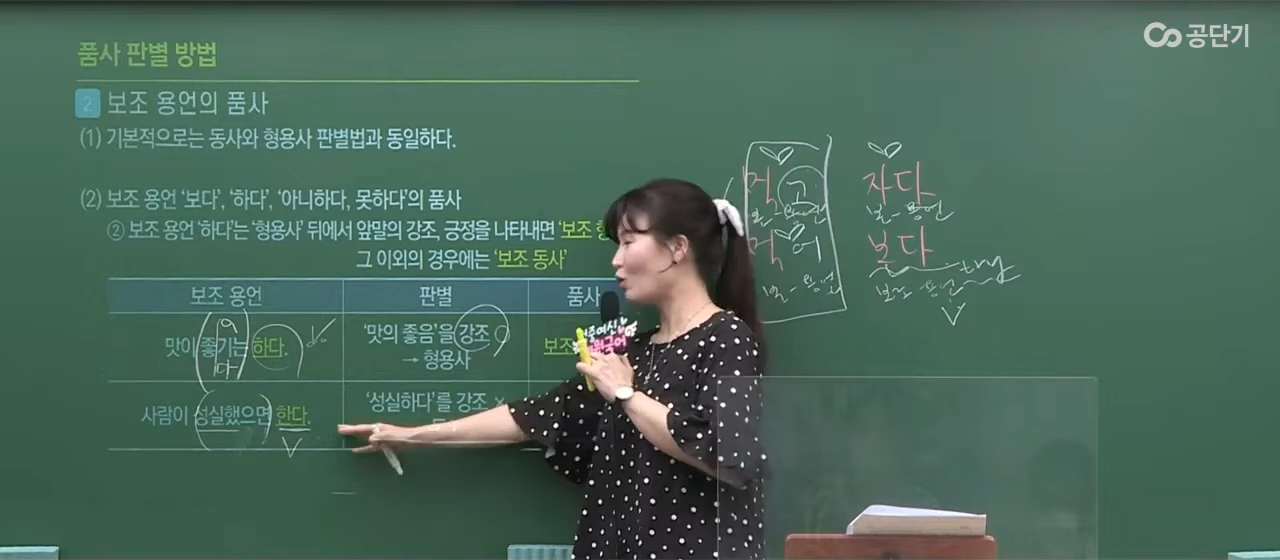 공단기
품사 판별 방법
2 보조 용언의 품사
(1) 기본적으로는 동사와 형용사 판별법과 동일하다.
(2) 보조 용언 '보다', '하다', '아니하다, 못하다'의 품사
② 보조 용언 '하다'는 '형용사' 뒤에서 앞말의 강조, 긍정을 나타내면 '보조 형
그 이외의 경우에는 '보조 동사'
보조 용언 판별 품사
맛이 좋기는 하다. '맛의 좋음'을 강조 보조
→ 형용사
사람이 성실했으면 한다. '성실하다'를 강조 ×
먹고 자다
본-용언 본-용언
먹어 보다
본-용언 보조-용언 try